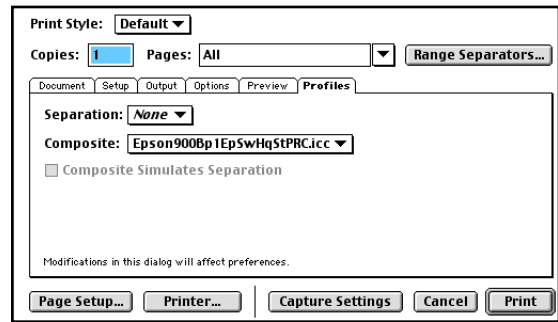 Print Style: Default
Copies: 1 Pages: All Range Separators...
Document Setup Output Options Preview Profiles
Separation: None
Composite: Epson900Bp1EpSwHqStPRC.icc
Composite Simulates Separation
Modifications in this dialog will affect preferences.
Page Setup... Printer... Capture Settings Cancel Print